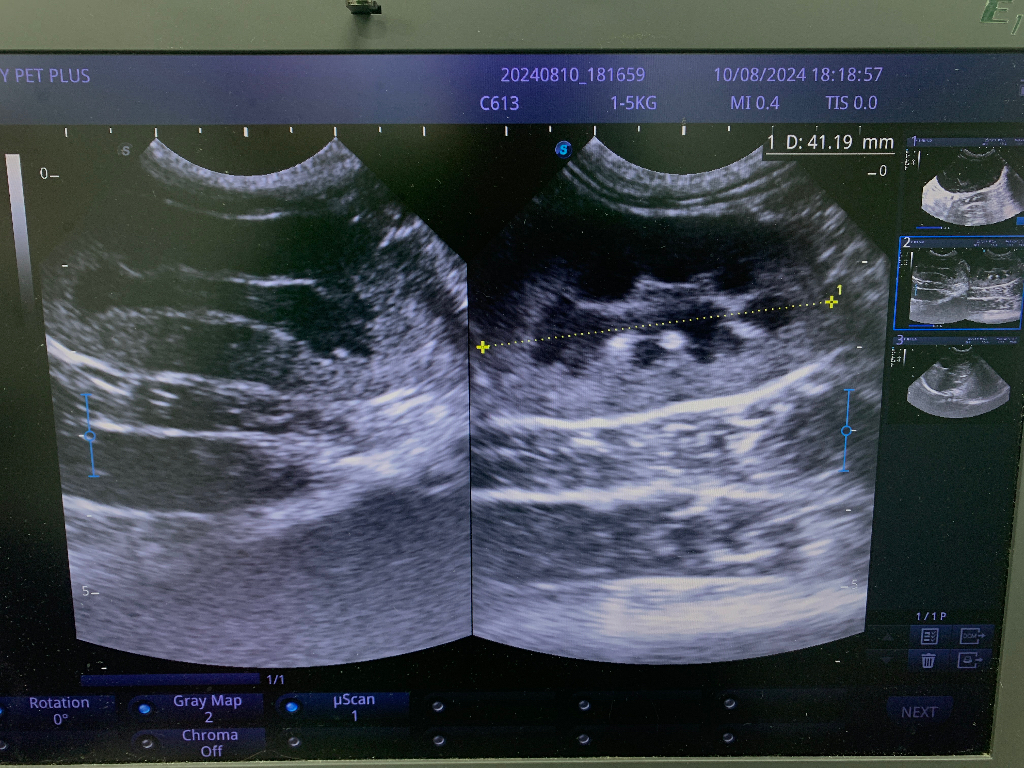 Y PET PLUS
20240810_181659
10/08/2024 18:18:57
C613
1-5KG
MI 0.4
TIS 0.0
1 D: 41.19 mm
S
S
0
0
1
5
5
1
2
3
1/1 P
1/1
Rotation
0°
Gray Map
2
µScan
1
Chroma
Off
NEXT